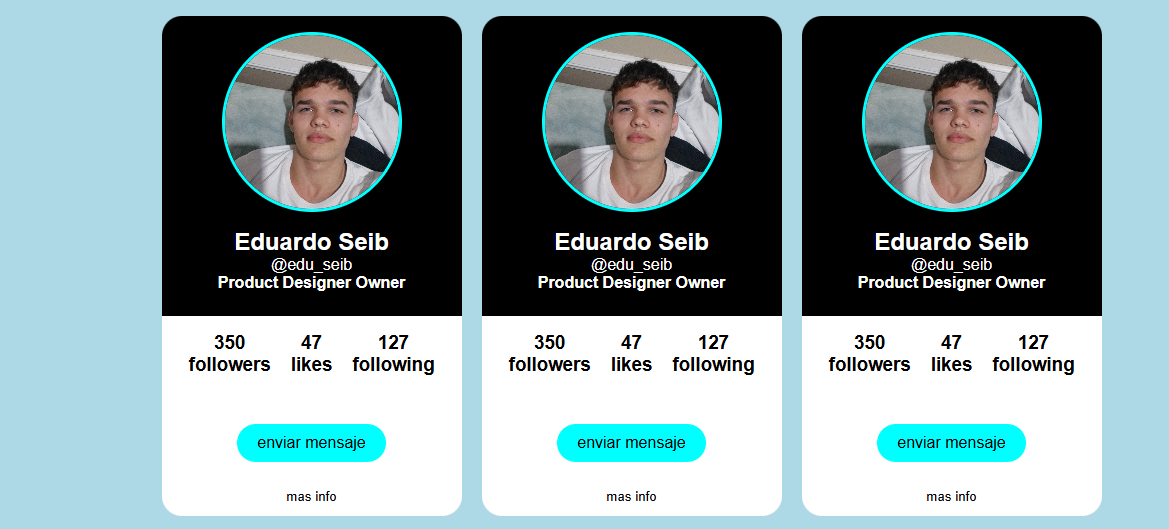 Eduardo Seib
@edu_seib
Product Designer Owner
350 47 127
followers likes following
enviar mensaje
mas info
Eduardo Seib
@edu_seib
Product Designer Owner
350 47 127
followers likes following
enviar mensaje
mas info
Eduardo Seib
@edu_seib
Product Designer Owner
350 47 127
followers likes following
enviar mensaje
mas info